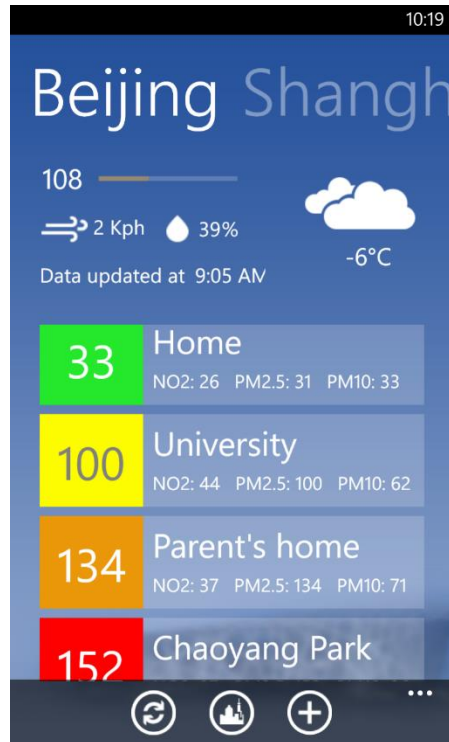 10:19
Beijing Shangh
108
2 Kph 39%
-6°C
Data updated at 9:05 AM
33 Home
NO2: 26 PM2.5: 31 PM10: 33
100 University
NO2: 44 PM2.5: 100 PM10: 62
134 Parent's home
NO2: 37 PM2.5: 134 PM10: 71
152 Chaoyang Park